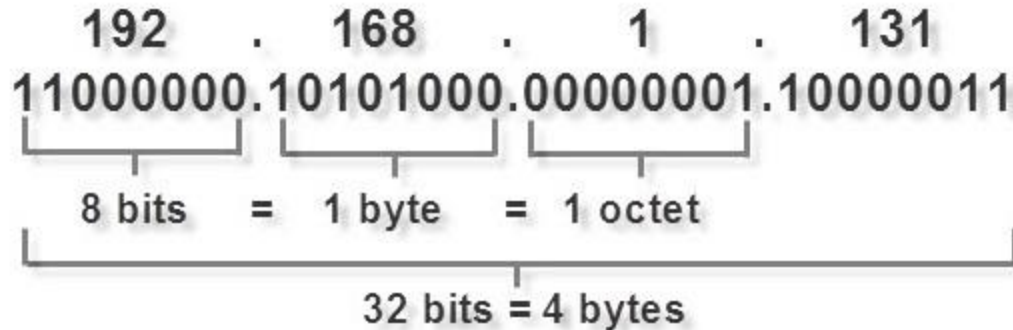 192 . 168 . 1 . 131
11000000.10101000.00000001.10000011
8 bits = 1 byte = 1 octet
32 bits = 4 bytes